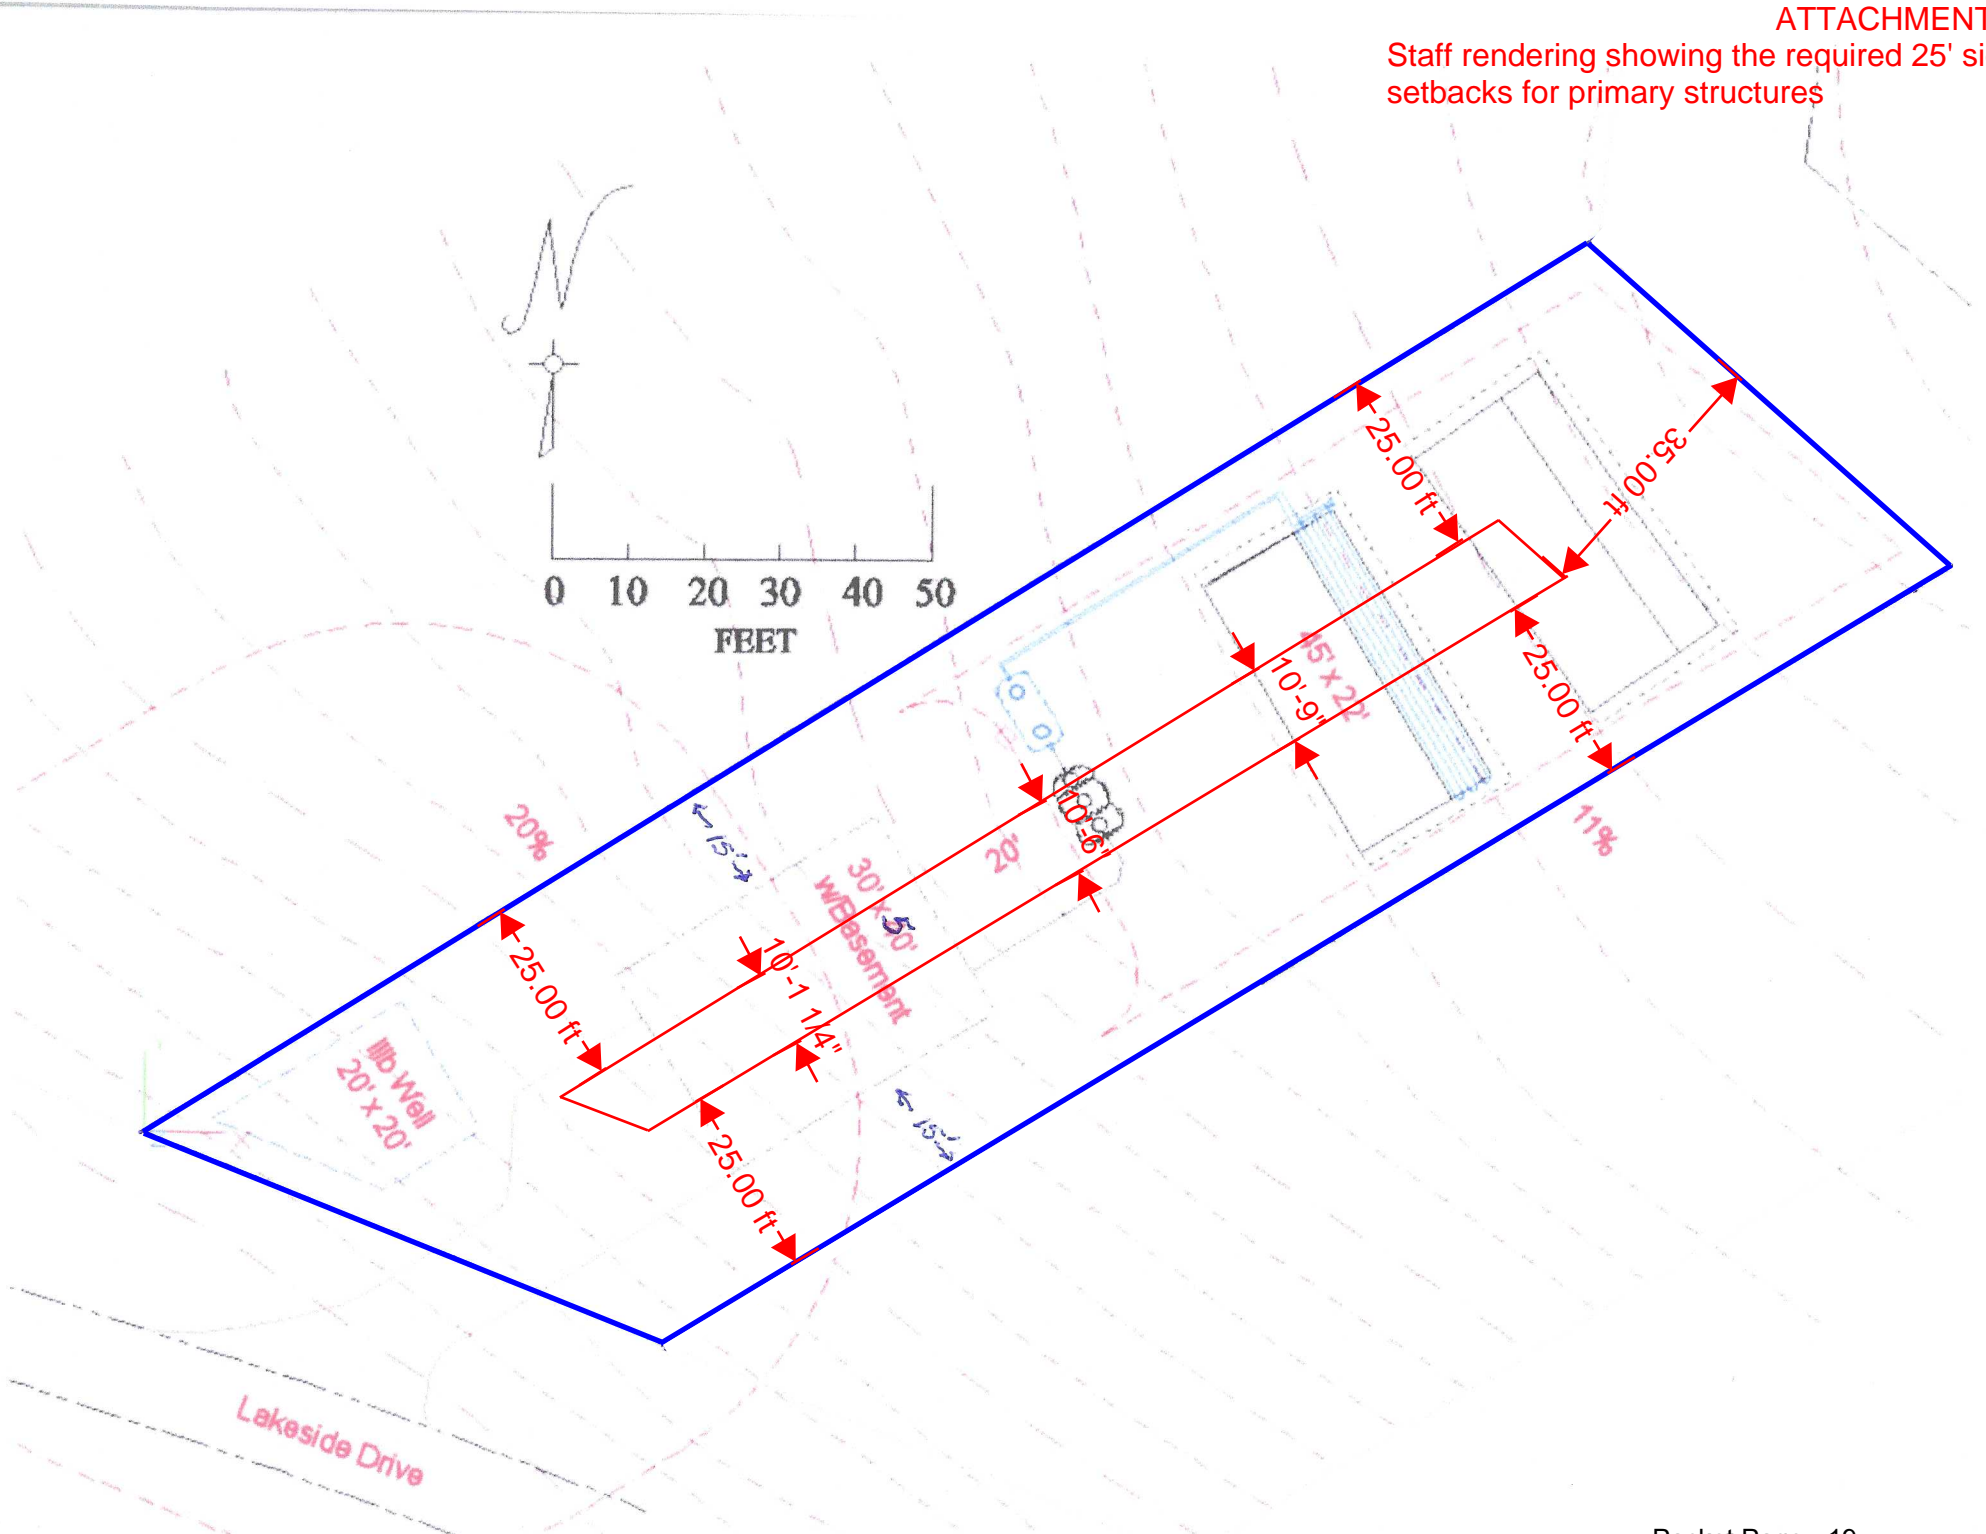 ATTACHMENT
Staff rendering showing the required 25' si
setbacks for primary structures
N
0 10 20 30 40 50
FEET
25.00 ft
35.00 ft
45' x 22'
10'-9"
25.00 ft
11%
10'-6"
20'
20%
15'
30' x 5
w/Basement
10'-1 1/4"
25.00 ft
Well
20' x 20'
15'
25.00 ft
Lakeside Drive